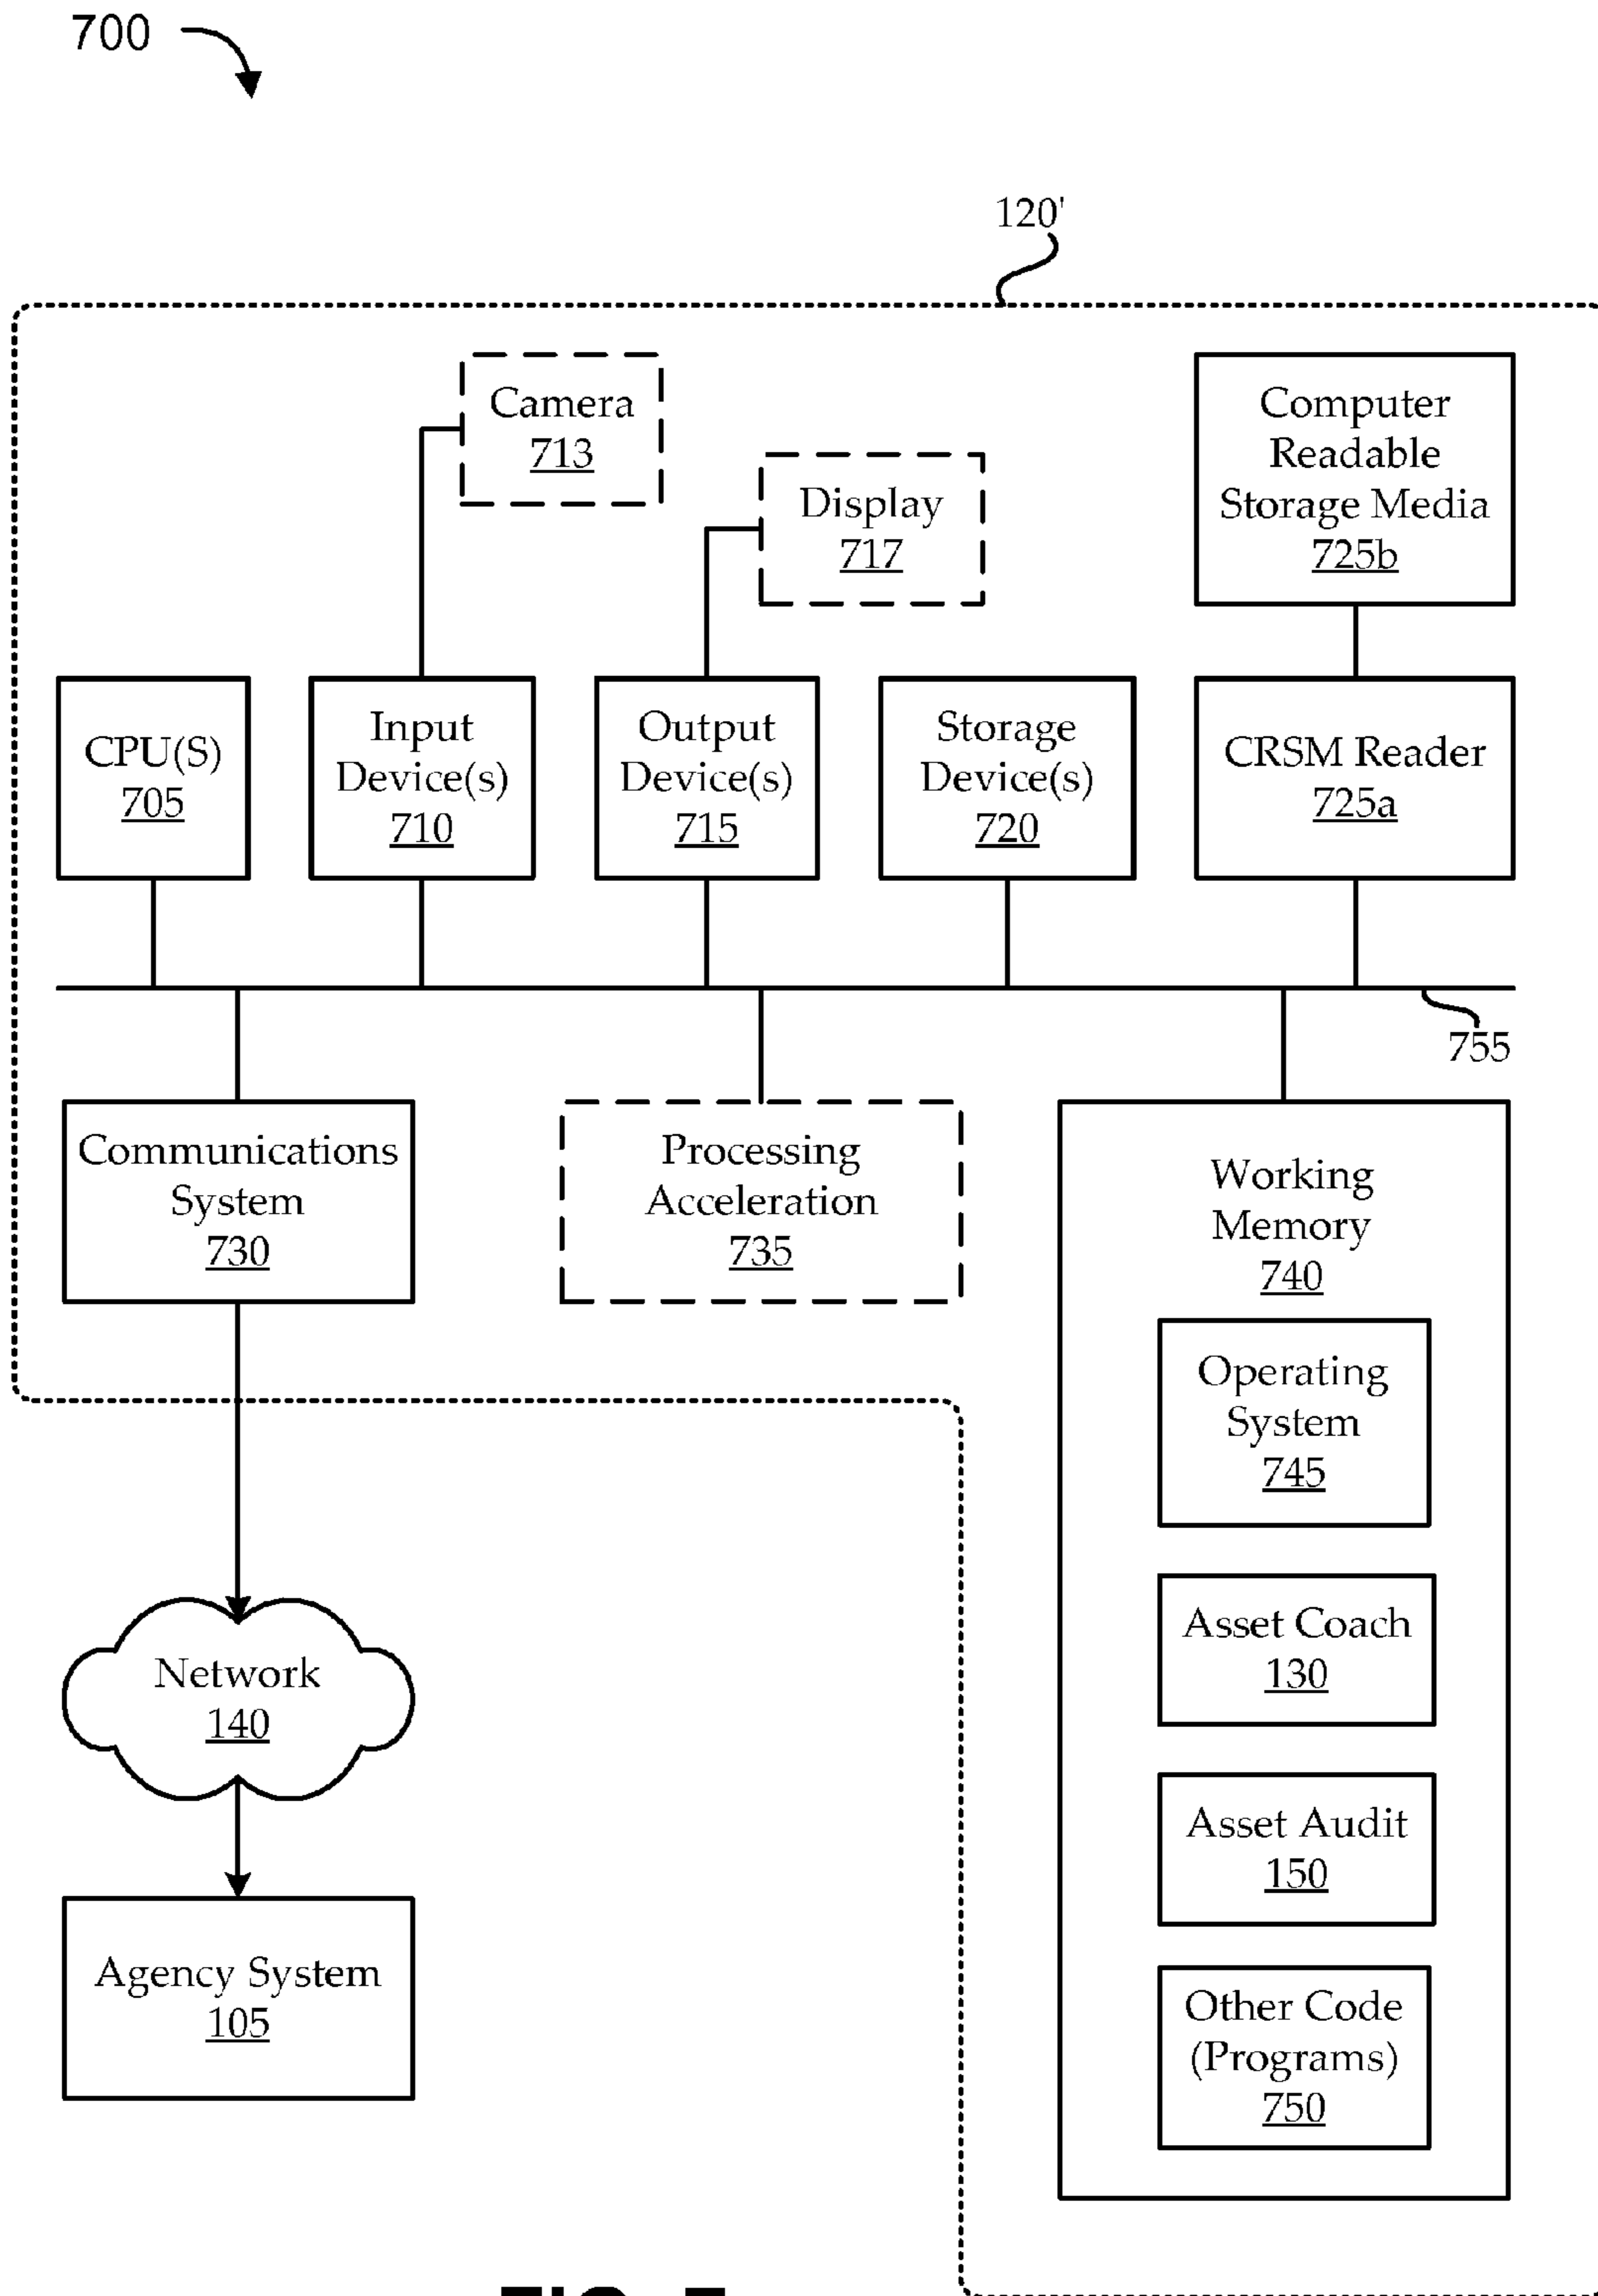 700
120'
Camera
713
Display
717
Computer
Readable
Storage Media
725b
CPU(S)
705
Input
Device(s)
710
Output
Device(s)
715
Storage
Device(s)
720
CRSM Reader
725a
755
Communications
System
730
Processing
Acceleration
735
Working
Memory
740
Operating
System
745
Asset Coach
130
Asset Audit
150
Other Code
(Programs)
750
Network
140
Agency System
105